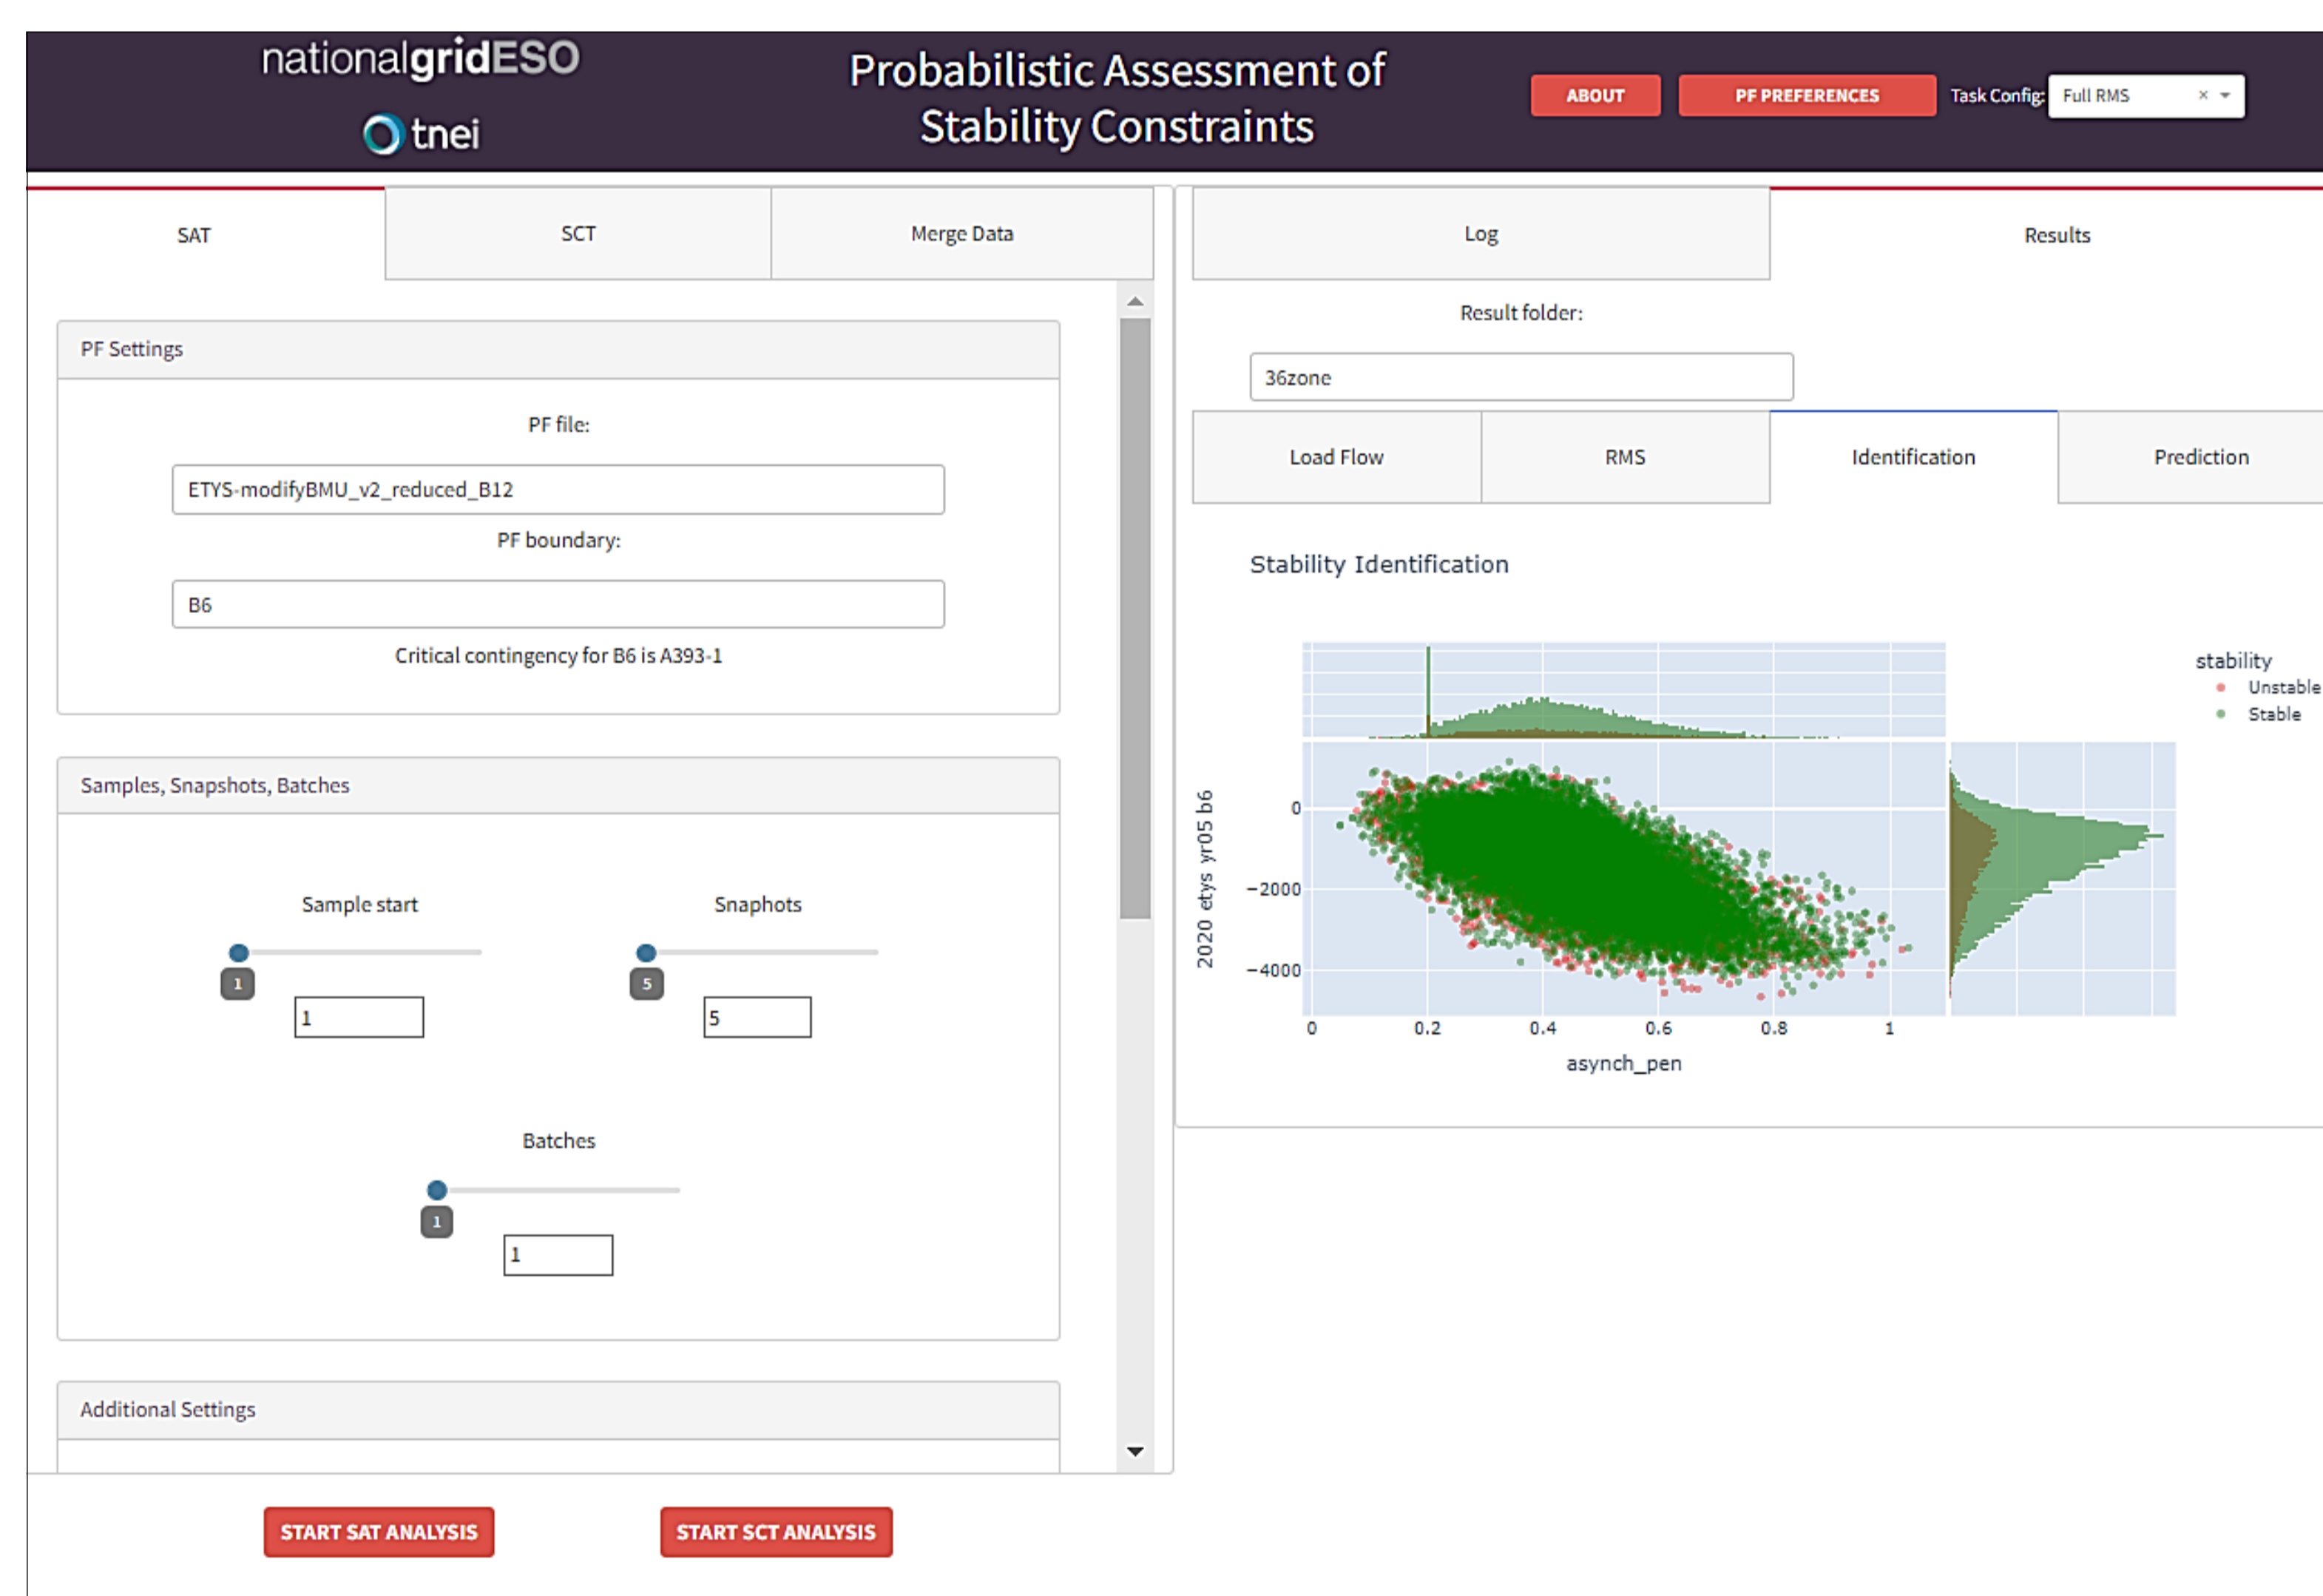 nationalgridESO
tnei
Probabilistic Assessment of
Stability Constraints
ABOUT
PF PREFERENCES
Task Config:
Full RMS
SAT
SCT
Merge Data
PF Settings
PF file:
ETYS-modifyBMU_v2_reduced_B12
PF boundary:
B6
Critical contingency for B6 is A393-1
Samples, Snapshots, Batches
Sample start
1
1
Snaphots
5
5
Batches
1
1
Additional Settings
START SAT ANALYSIS
START SCT ANALYSIS
Log
Results
Result folder:
36zone
Load Flow
RMS
Identification
Prediction
Stability Identification
stability
Unstable
Stable
2020 etys yr05 b6
0
−2000
−4000
0 0.2 0.4 0.6 0.8 1
asynch_pen